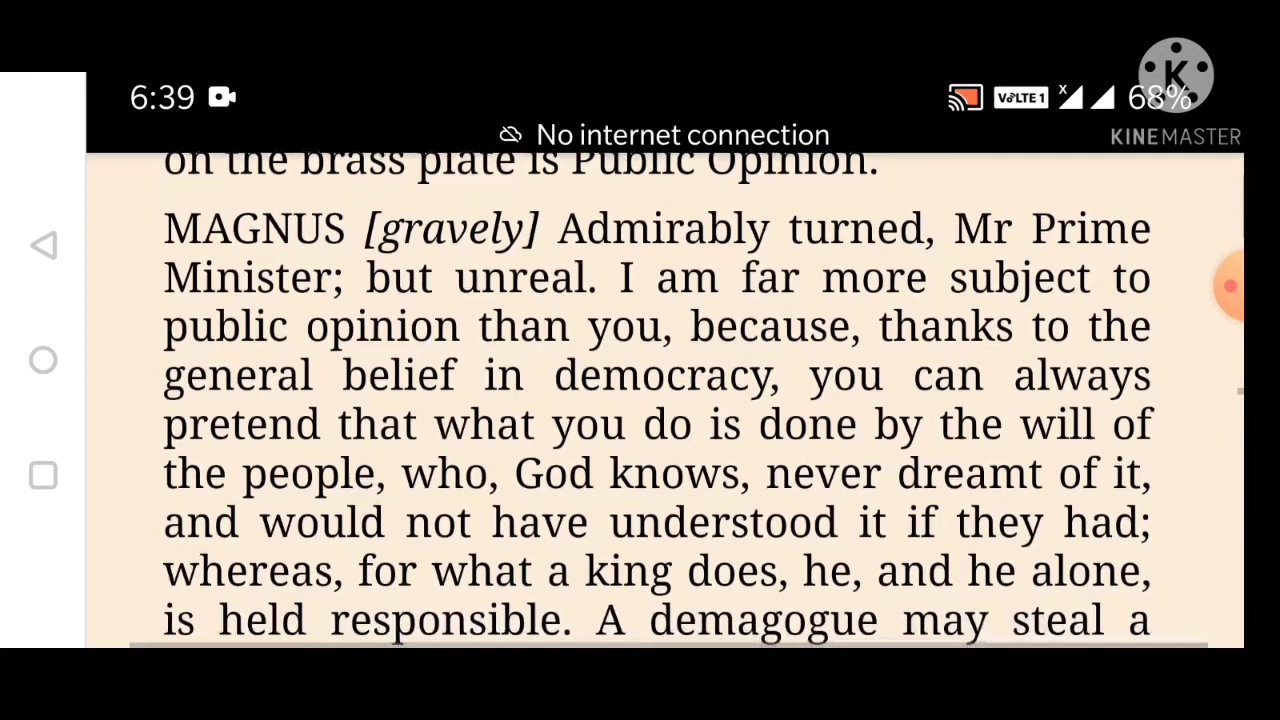 6:39 VoLTE 1 X 68%
K
No internet connection
KINEMASTER
on the brass plate is Public Opinion.
MAGNUS [gravely] Admirably turned, Mr Prime
Minister; but unreal. I am far more subject to
public opinion than you, because, thanks to the
general belief in democracy, you can always
pretend that what you do is done by the will of
the people, who, God knows, never dreamt of it,
and would not have understood it if they had;
whereas, for what a king does, he, and he alone,
is held responsible. A demagogue may steal a